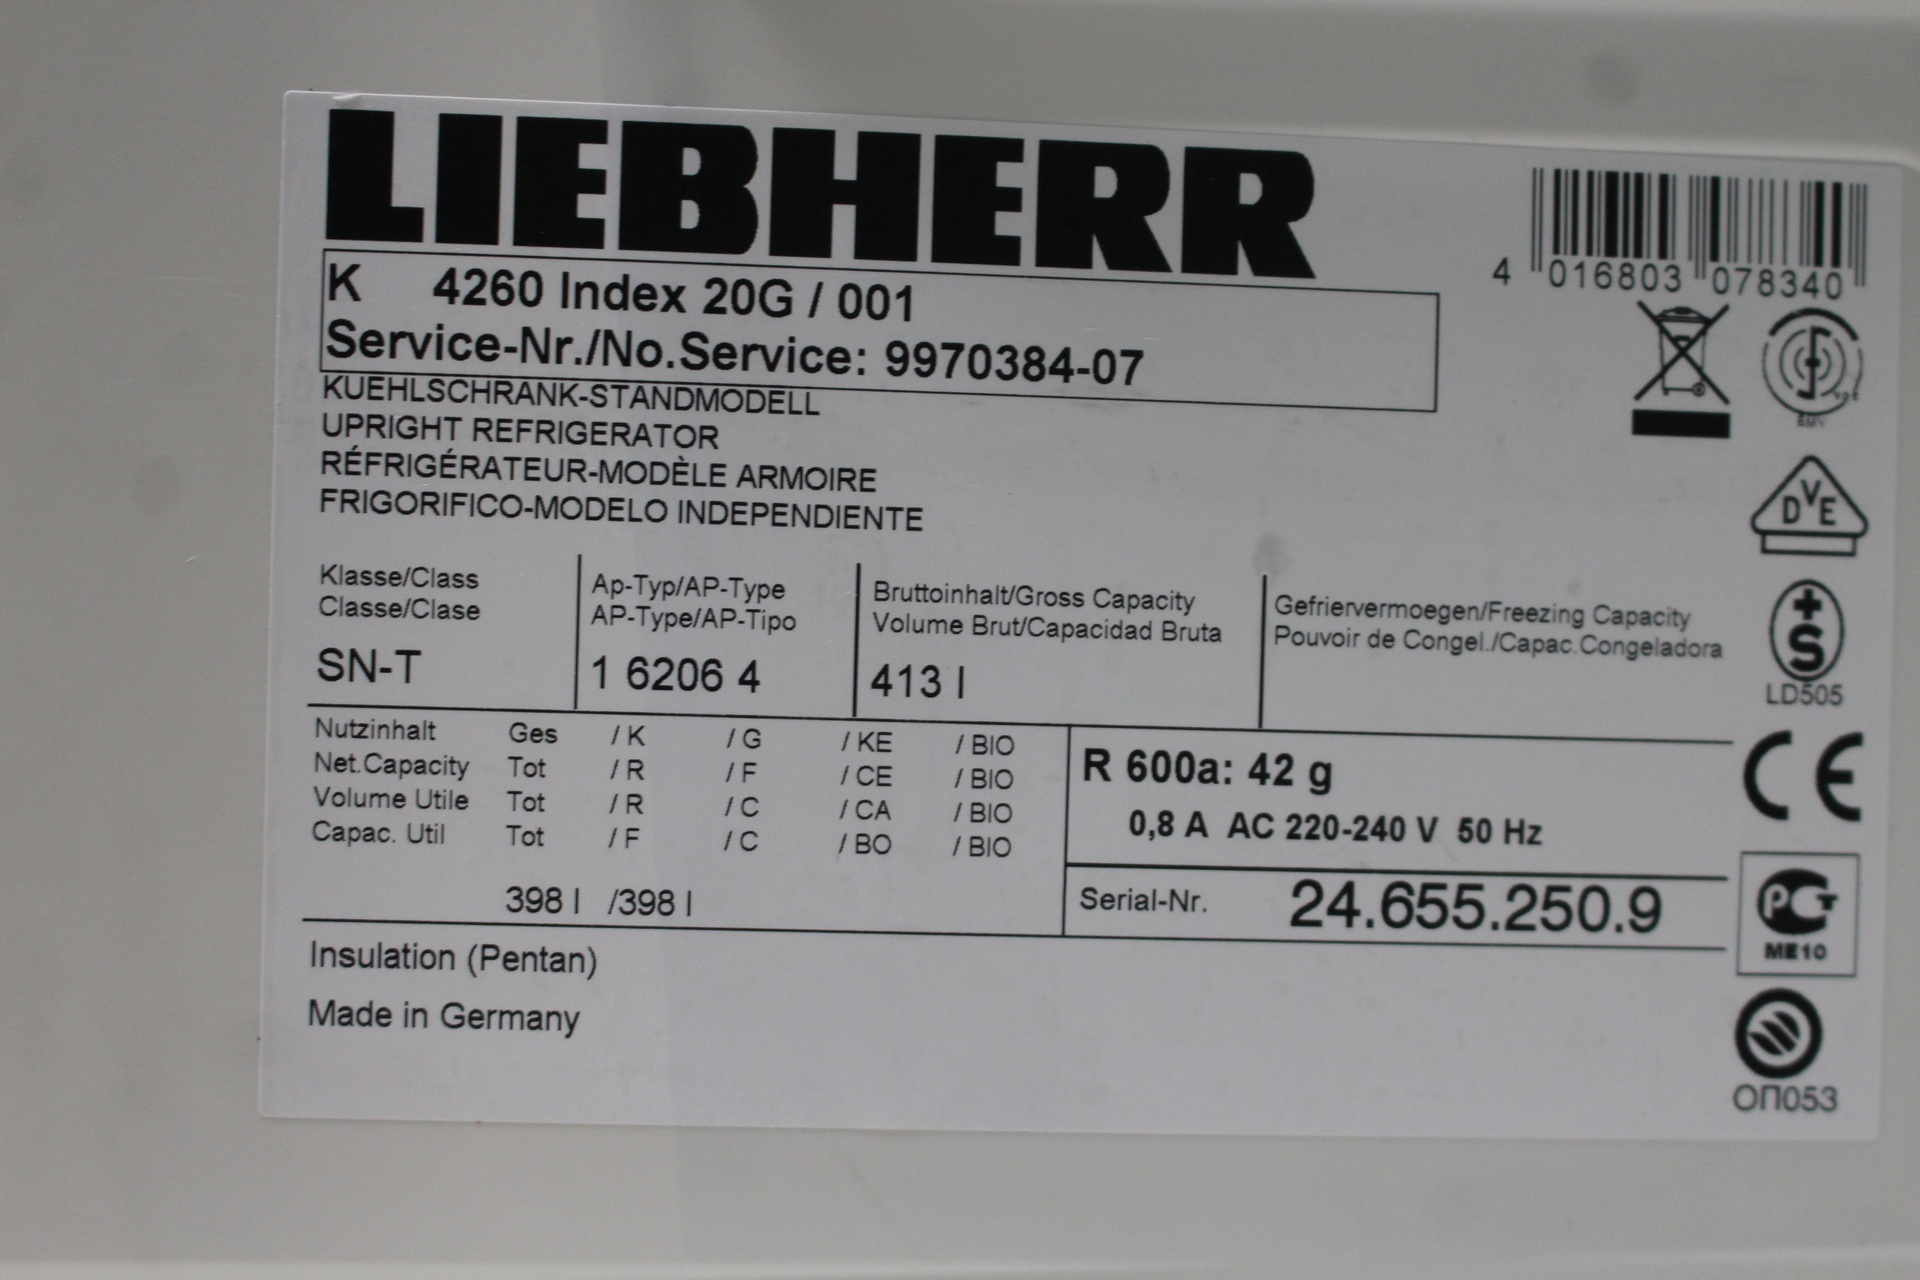 LIEBHERR
K 4260 Index 20G / 001
Service-Nr./No.Service: 9970384-07
KUEHLSCHRANK-STANDMODELL
UPRIGHT REFRIGERATOR
RÉFRIGÉRATEUR-MODÈLE ARMOIRE
FRIGORIFICO-MODELO INDEPENDIENTE
4 016803 078340
BMV
DVE
S
LD505
CE
PCT
ME10
ОП053
Klasse/Class
Classe/Clase
SN-T
Ap-Typ/AP-Type
AP-Type/AP-Tipo
1 6206 4
Bruttoinhalt/Gross Capacity
Volume Brut/Capacidad Bruta
413 l
Gefriervermoegen/Freezing Capacity
Pouvoir de Congel./Capac.Congeladora
Nutzinhalt Ges / K / G / KE / BIO
Net.Capacity Tot / R / F / CE / BIO
Volume Utile Tot / R / C / CA / BIO
Capac. Util Tot / F / C / BO / BIO
398 l /398 l
R 600a: 42 g
0,8 A AC 220-240 V 50 Hz
Serial-Nr. 24.655.250.9
Insulation (Pentan)
Made in Germany